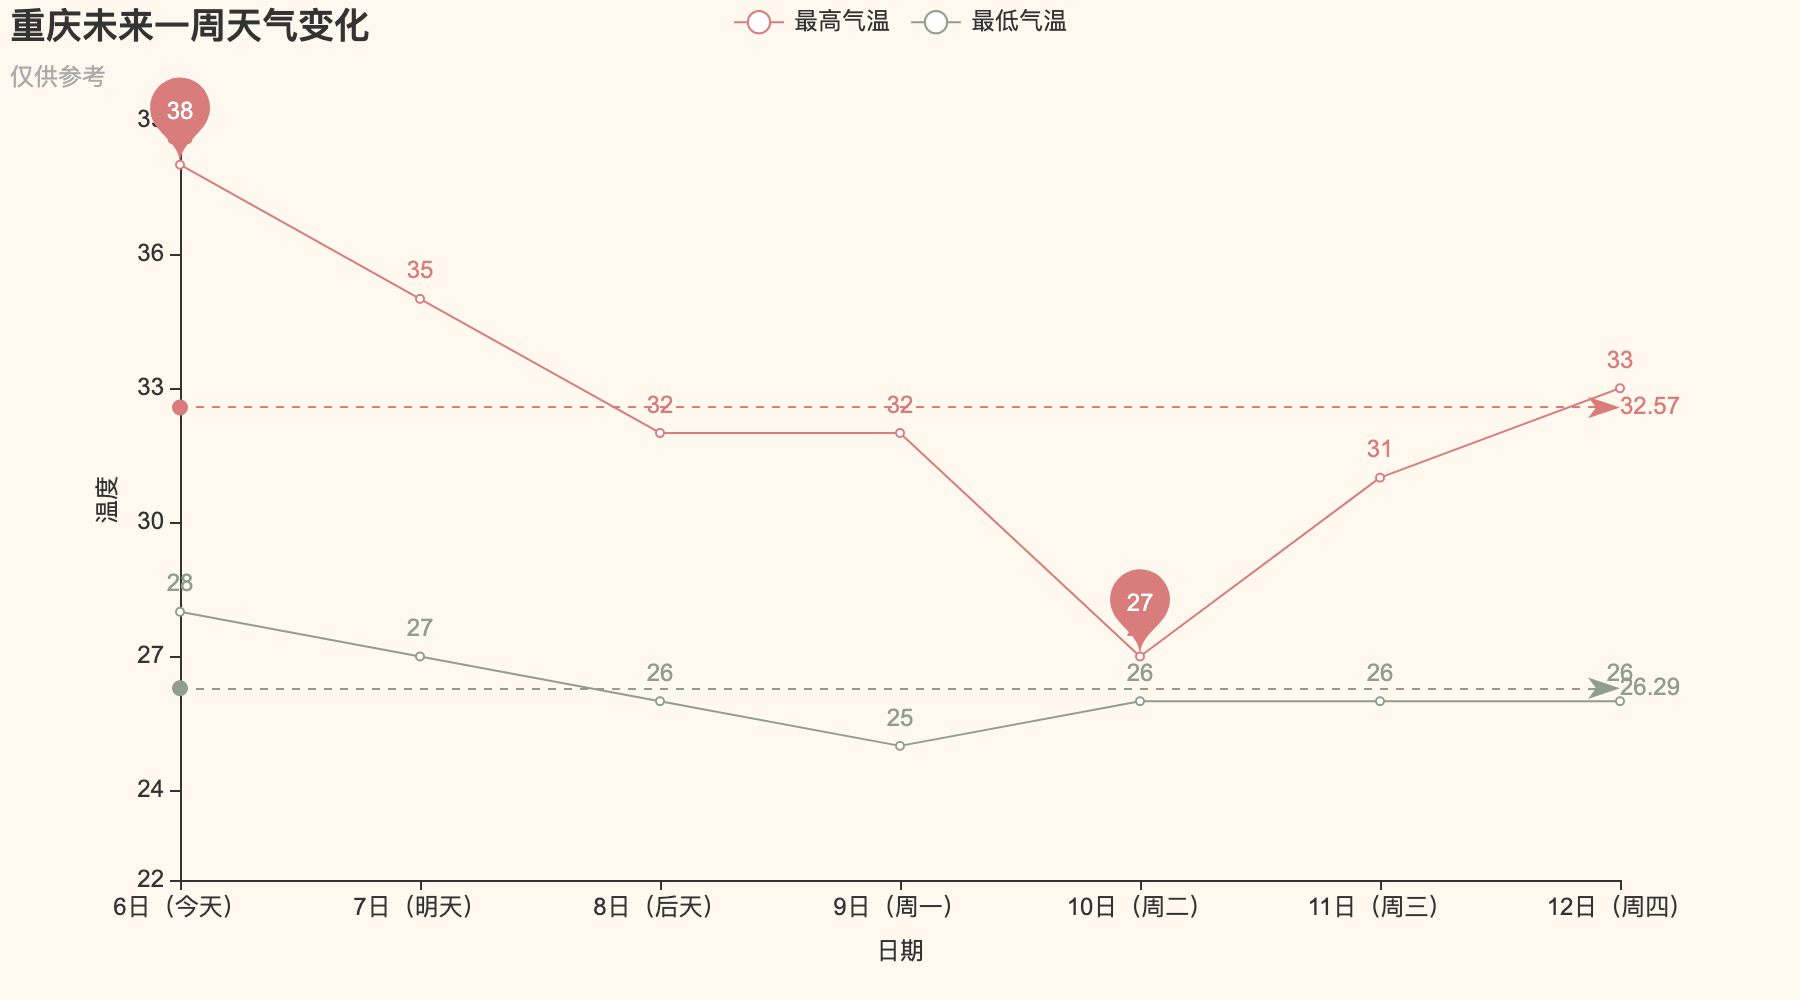 重庆未来一周天气变化
仅供参考
最高气温
最低气温
38
36
35
33
33
32
32
32.57
31
温度
30
28
27
27
27
26
26
26
26
26.29
25
24
22
6日（今天）
7日（明天）
8日（后天）
9日（周一）
10日（周二）
11日（周三）
12日（周四）
日期